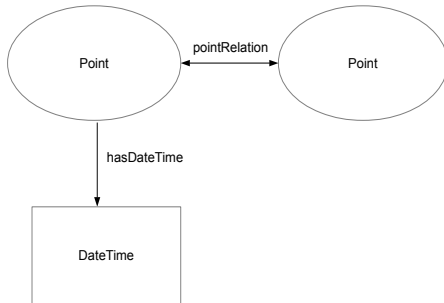 pointRelation
Point
Point
hasDateTime
DateTime